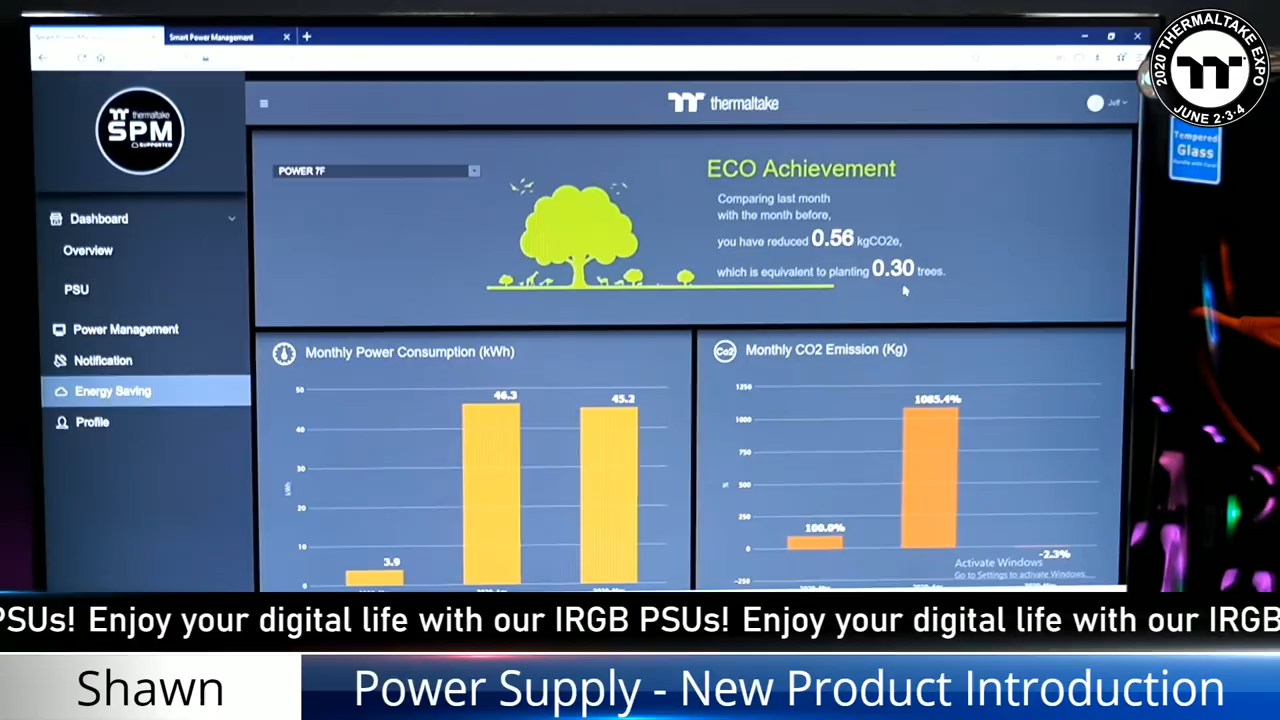 Smart Power Management
2020 THERMALTAKE EXPO
JUNE 2·3·4
Tempered
Glass
thermaltake
SPM
SUPPORTED
thermaltake
Jeff
Dashboard
Overview
PSU
Power Management
Notification
Energy Saving
Profile
POWER 7F
ECO Achievement
Comparing last month
with the month before,
you have reduced 0.56 kgCO2e,
which is equivalent to planting 0.30 trees.
Monthly Power Consumption (kWh)
50
40
30
20
10
0
kWh
3.9
46.3
45.2
Co2
Monthly CO2 Emission (Kg)
1250
1000
750
500
250
0
-250
%
100.0%
1085.4%
-2.3%
Activate Windows
Go to Settings to activate Windows.
PSUs! Enjoy your digital life with our IRGB PSUs! Enjoy your digital life with our IRGB
Shawn
Power Supply - New Product Introduction